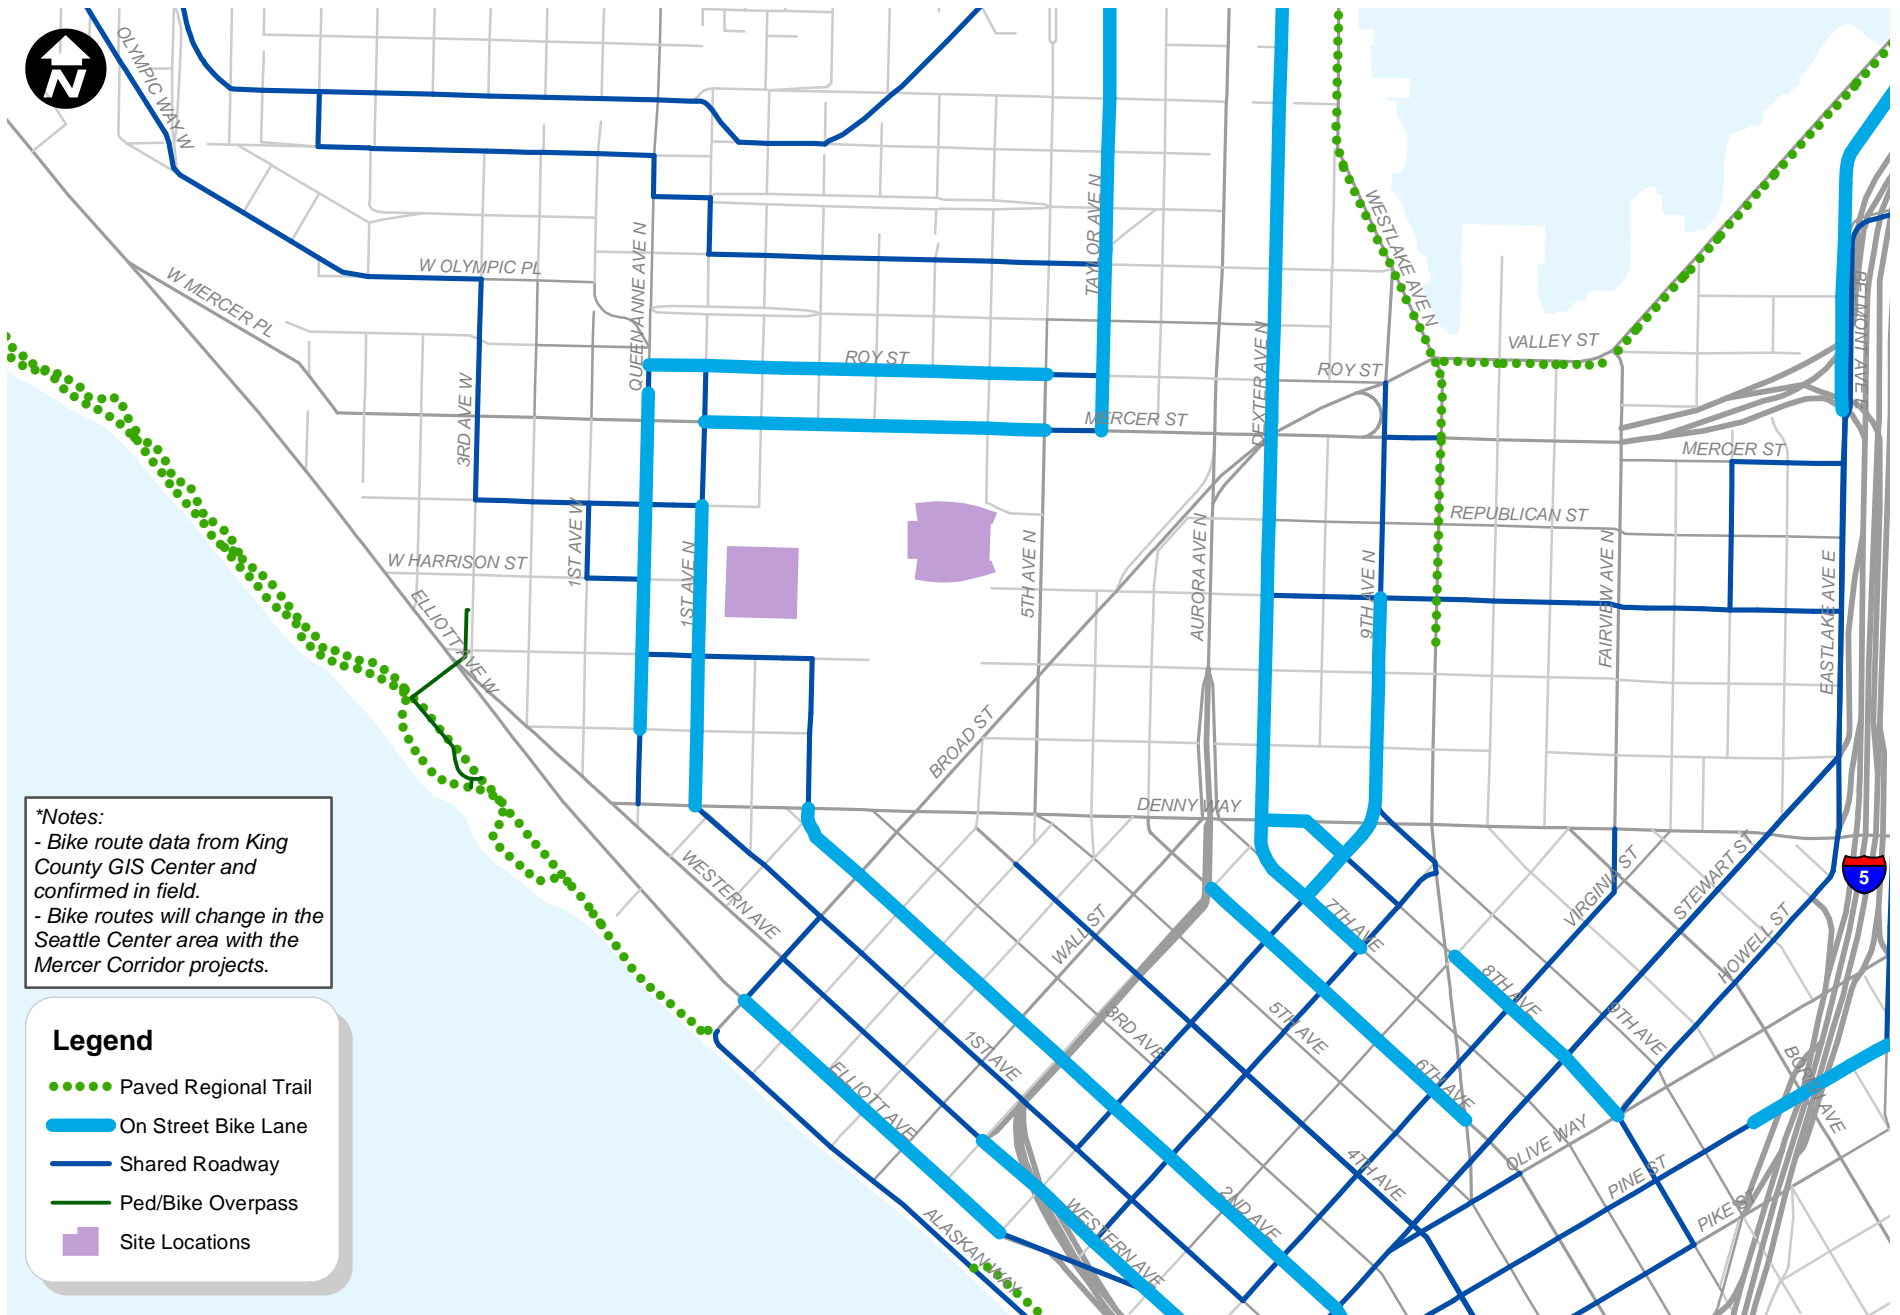 N
OLYMPIC WAY W
W OLYMPIC PL
W MERCER PL
QUEEN ANNE AVE N
TAYLOR AVE N
WESTLAKE AVE N
VALLEY ST
BELMONT AVE E
ROY ST
ROY ST
DEXTER AVE N
3RD AVE W
MERCER ST
MERCER ST
REPUBLICAN ST
1ST AVE W
W HARRISON ST
1ST AVE N
5TH AVE N
AURORA AVE N
9TH AVE N
FAIRVIEW AVE N
EASTLAKE AVE E
ELLIOTT AVE W
BROAD ST
DENNY WAY
WESTERN AVE
WALL ST
7TH AVE
VIRGINIA ST
STEWART ST
HOWELL ST
5
8TH AVE
9TH AVE
3RD AVE
5TH AVE
6TH AVE
1ST AVE
ELLIOTT AVE
BOREN AVE
OLIVE WAY
PINE ST
PIKE ST
4TH AVE
2ND AVE
WESTERN AVE
ALASKAN WAY
*Notes:
- Bike route data from King
County GIS Center and
confirmed in field.
- Bike routes will change in the
Seattle Center area with the
Mercer Corridor projects.
Legend
Paved Regional Trail
On Street Bike Lane
Shared Roadway
Ped/Bike Overpass
Site Locations